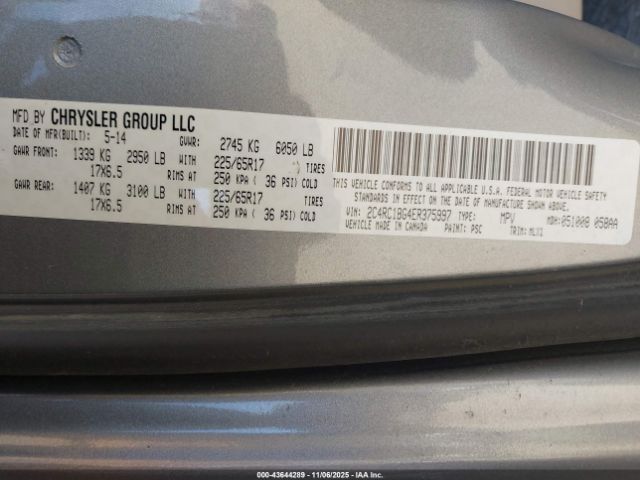 MFD BY CHRYSLER GROUP LLC
DATE OF MFR(BUILT): 5-14 GVWR: 2745 KG 6050 LB
GAWR FRONT: 1339 KG 2950 LB WITH 225/65R17 TIRES
17X6.5 RIMS AT 250 KPA ( 36 PSI) COLD
GAWR REAR: 1407 KG 3100 LB WITH 225/65R17 TIRES
17X6.5 RIMS AT 250 KPA ( 36 PSI) COLD
THIS VEHICLE CONFORMS TO ALL APPLICABLE U.S.A. FEDERAL MOTOR VEHICLE SAFETY
STANDARDS IN EFFECT ON THE DATE OF MANUFACTURE SHOWN ABOVE.
VIN: 2C4RC1BG4ER375997 TYPE: MPV MDH:051008 058AA
VEHICLE MADE IN CANADA PAINT: PSC TRIM:
000-43644289 - 11/06/2025 - IAA Inc.